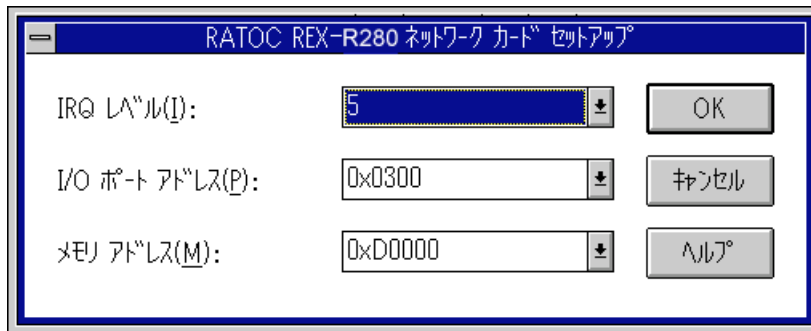 RATOC REX-R280 ﾈｯﾄﾜｰｸ ｶｰﾄﾞ ｾｯﾄｱｯﾌﾟ
IRQ ﾚﾍﾞﾙ(I): 5 OK
I/O ﾎﾟｰﾄ ｱﾄﾞﾚｽ(P): 0x0300 ｷｬﾝｾﾙ
ﾒﾓﾘ ｱﾄﾞﾚｽ(M): 0xD0000 ﾍﾙﾌﾟ